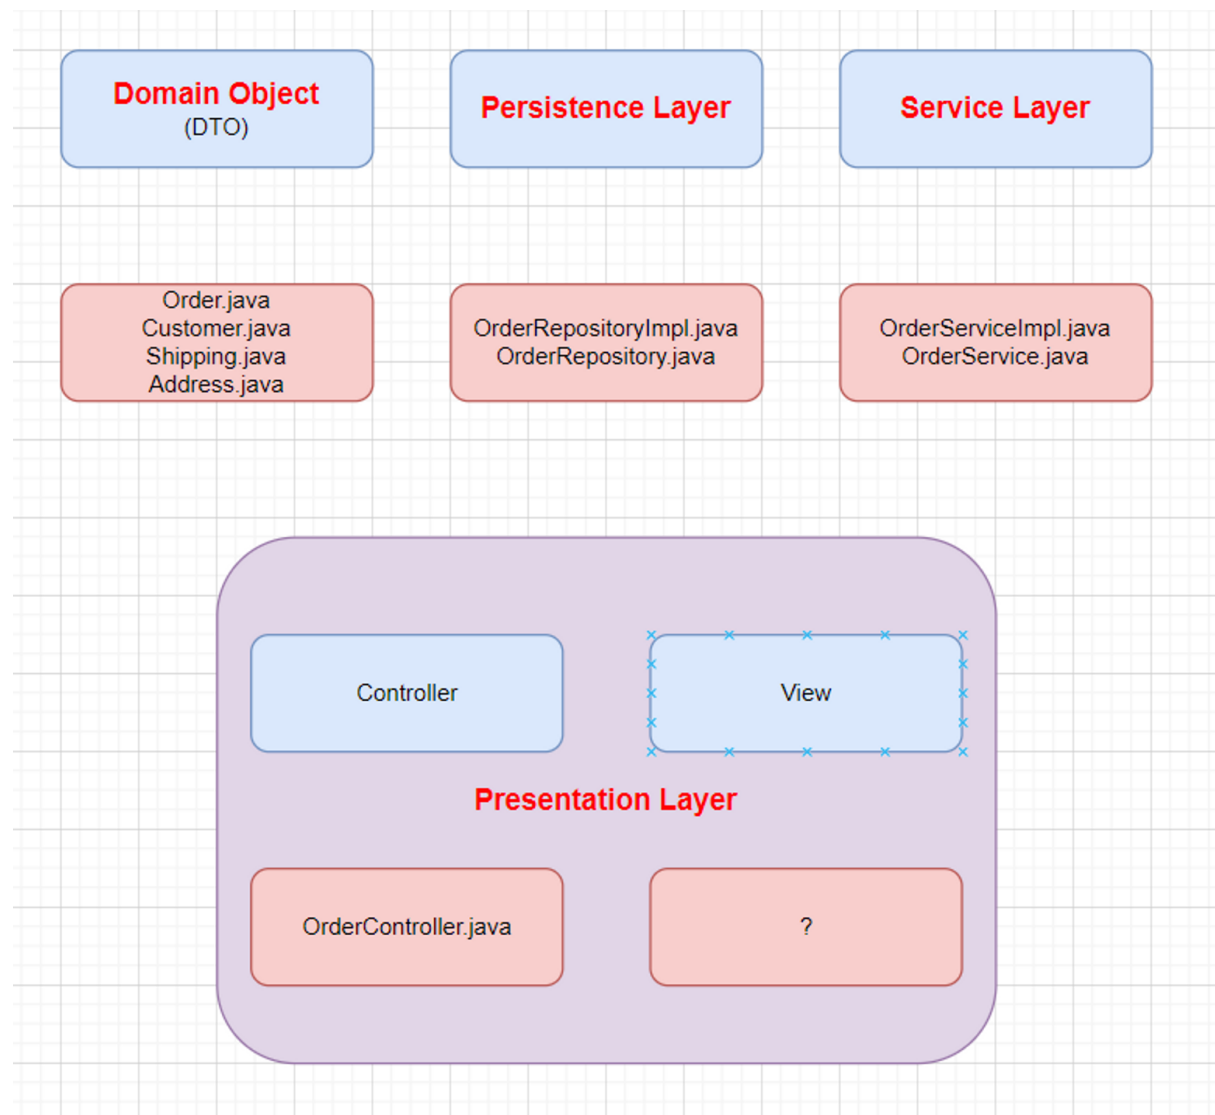 Domain Object
(DTO)
Persistence Layer
Service Layer
Order.java
Customer.java
Shipping.java
Address.java
OrderRepositoryImpl.java
OrderRepository.java
OrderServiceImpl.java
OrderService.java
Controller
View
Presentation Layer
OrderController.java
?